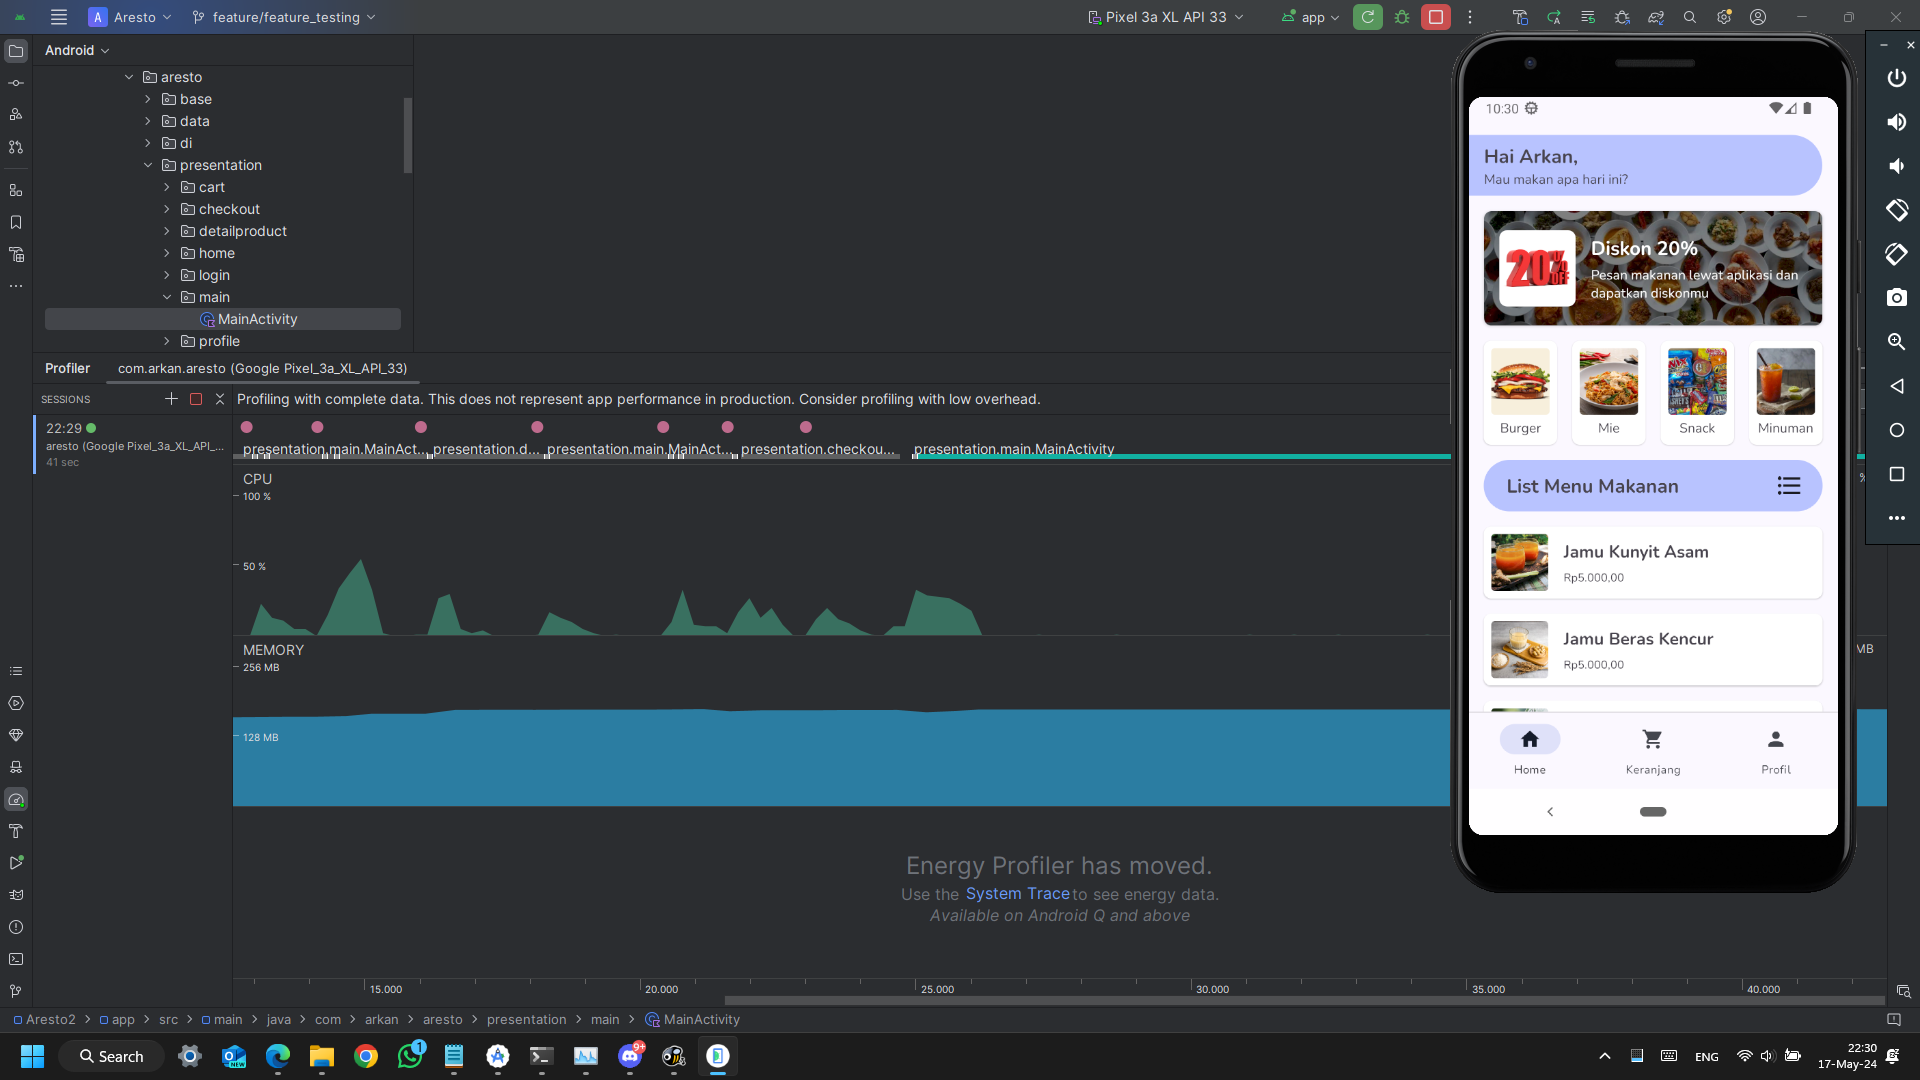 A Aresto
feature/feature_testing
Pixel 3a XL API 33
app
Android
aresto
base
data
di
presentation
cart
checkout
detailproduct
home
login
main
MainActivity
profile
Profiler
com.arkan.aresto (Google Pixel_3a_XL_API_33)
SESSIONS
Profiling with complete data. This does not represent app performance in production. Consider profiling with low overhead.
22:29
aresto (Google Pixel_3a_XL_API_...
41 sec
presentation.main.MainAct...
presentation.d...
presentation.main.MainAct...
presentation.checkou...
presentation.main.MainActivity
CPU
100 %
50 %
%
MEMORY
256 MB
128 MB
MB
Energy Profiler has moved.
Use the System Trace to see energy data.
Available on Android Q and above
15.000
20.000
25.000
30.000
35.000
40.000
Aresto2 > app > src > main > java > com > arkan > aresto > presentation > main > MainActivity
10:30
Hai Arkan,
Mau makan apa hari ini?
20% OFF
Diskon 20%
Pesan makanan lewat aplikasi dan
dapatkan diskonmu
Burger
Mie
Snack
Minuman
List Menu Makanan
Jamu Kunyit Asam
Rp5.000,00
Jamu Beras Kencur
Rp5.000,00
Home
Keranjang
Profil
Search
NEW
1
9+
ENG
22:30
17-May-24